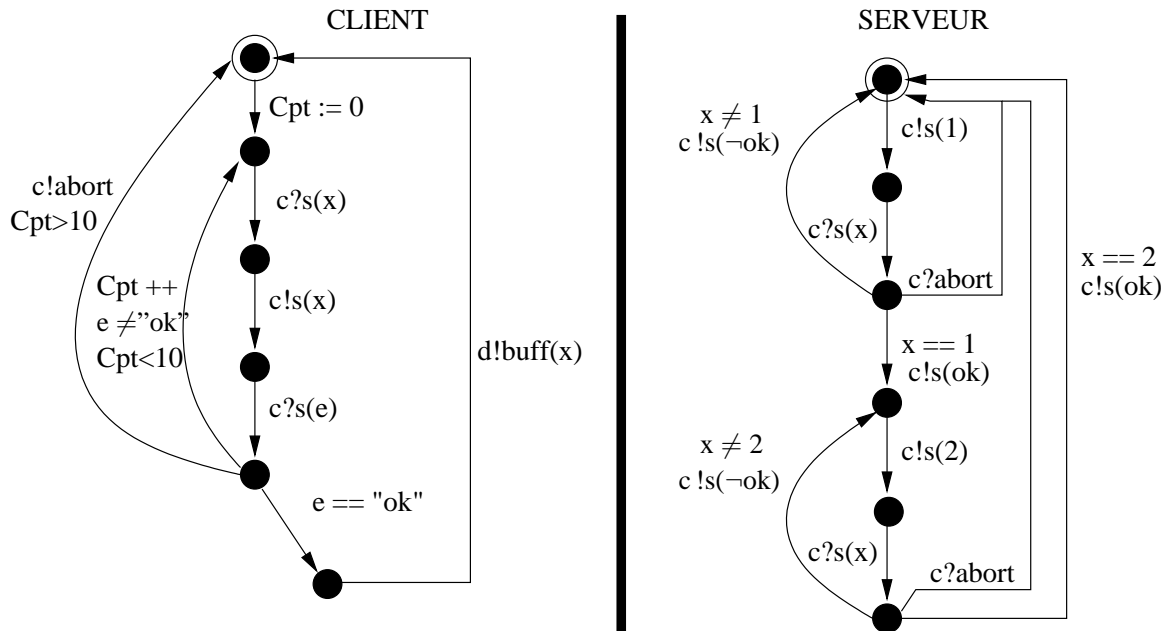 CLIENT
Cpt := 0
c?s(x)
c!abort
Cpt>10
Cpt ++
e ≠"ok"
Cpt<10
c!s(x)
c?s(e)
d!buff(x)
e == "ok"
SERVEUR
x ≠ 1
c !s(¬ok)
c!s(1)
c?s(x)
c?abort
x == 2
c!s(ok)
x == 1
c!s(ok)
x ≠ 2
c !s(¬ok)
c!s(2)
c?s(x)
c?abort